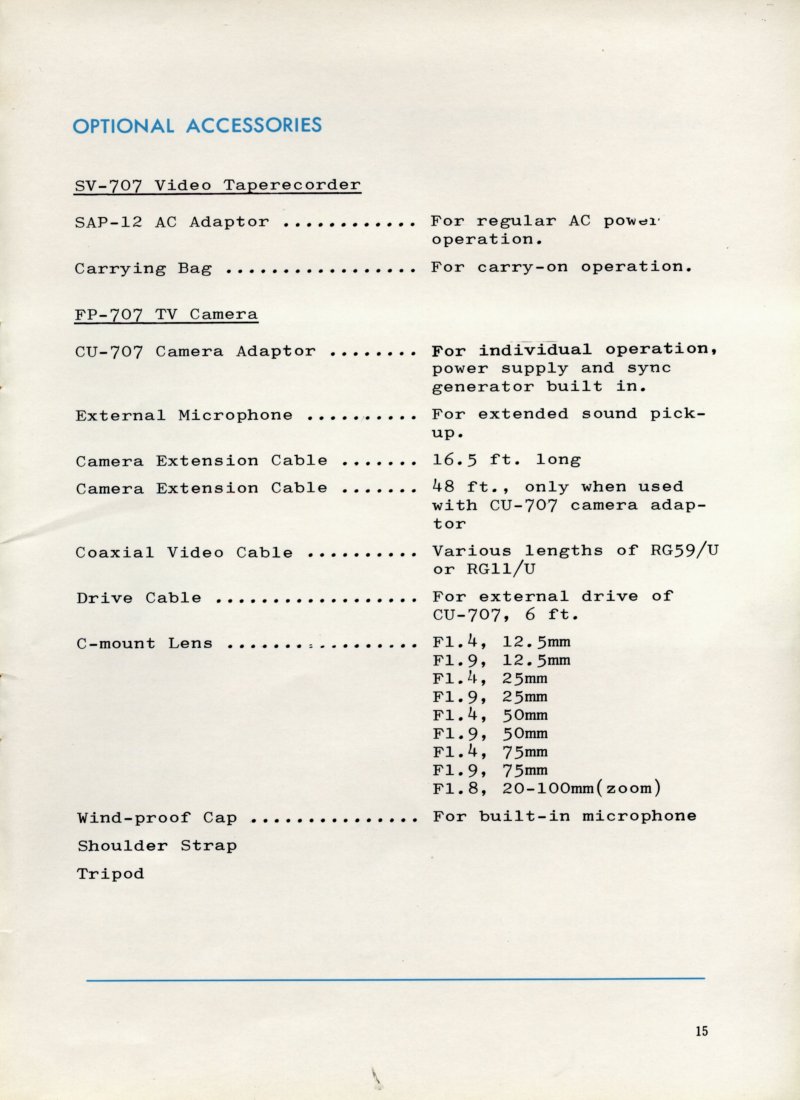 OPTIONAL ACCESSORIES
SV-707 Video Taperecorder
SAP-12 AC Adaptor ............ For regular AC power
operation.
Carrying Bag ................. For carry-on operation.
FP-707 TV Camera
CU-707 Camera Adaptor ........ For individual operation,
power supply and sync
generator built in.
External Microphone .......... For extended sound pick-
up.
Camera Extension Cable ....... 16.5 ft. long
Camera Extension Cable ....... 48 ft., only when used
with CU-707 camera adap-
tor
Coaxial Video Cable .......... Various lengths of RG59/U
or RG11/U
Drive Cable .................. For external drive of
CU-707, 6 ft.
C-mount Lens ................. F1.4, 12.5mm
F1.9, 12.5mm
F1.4, 25mm
F1.9, 25mm
F1.4, 50mm
F1.9, 50mm
F1.4, 75mm
F1.9, 75mm
F1.8, 20-100mm(zoom)
Wind-proof Cap ............... For built-in microphone
Shoulder Strap
Tripod
15